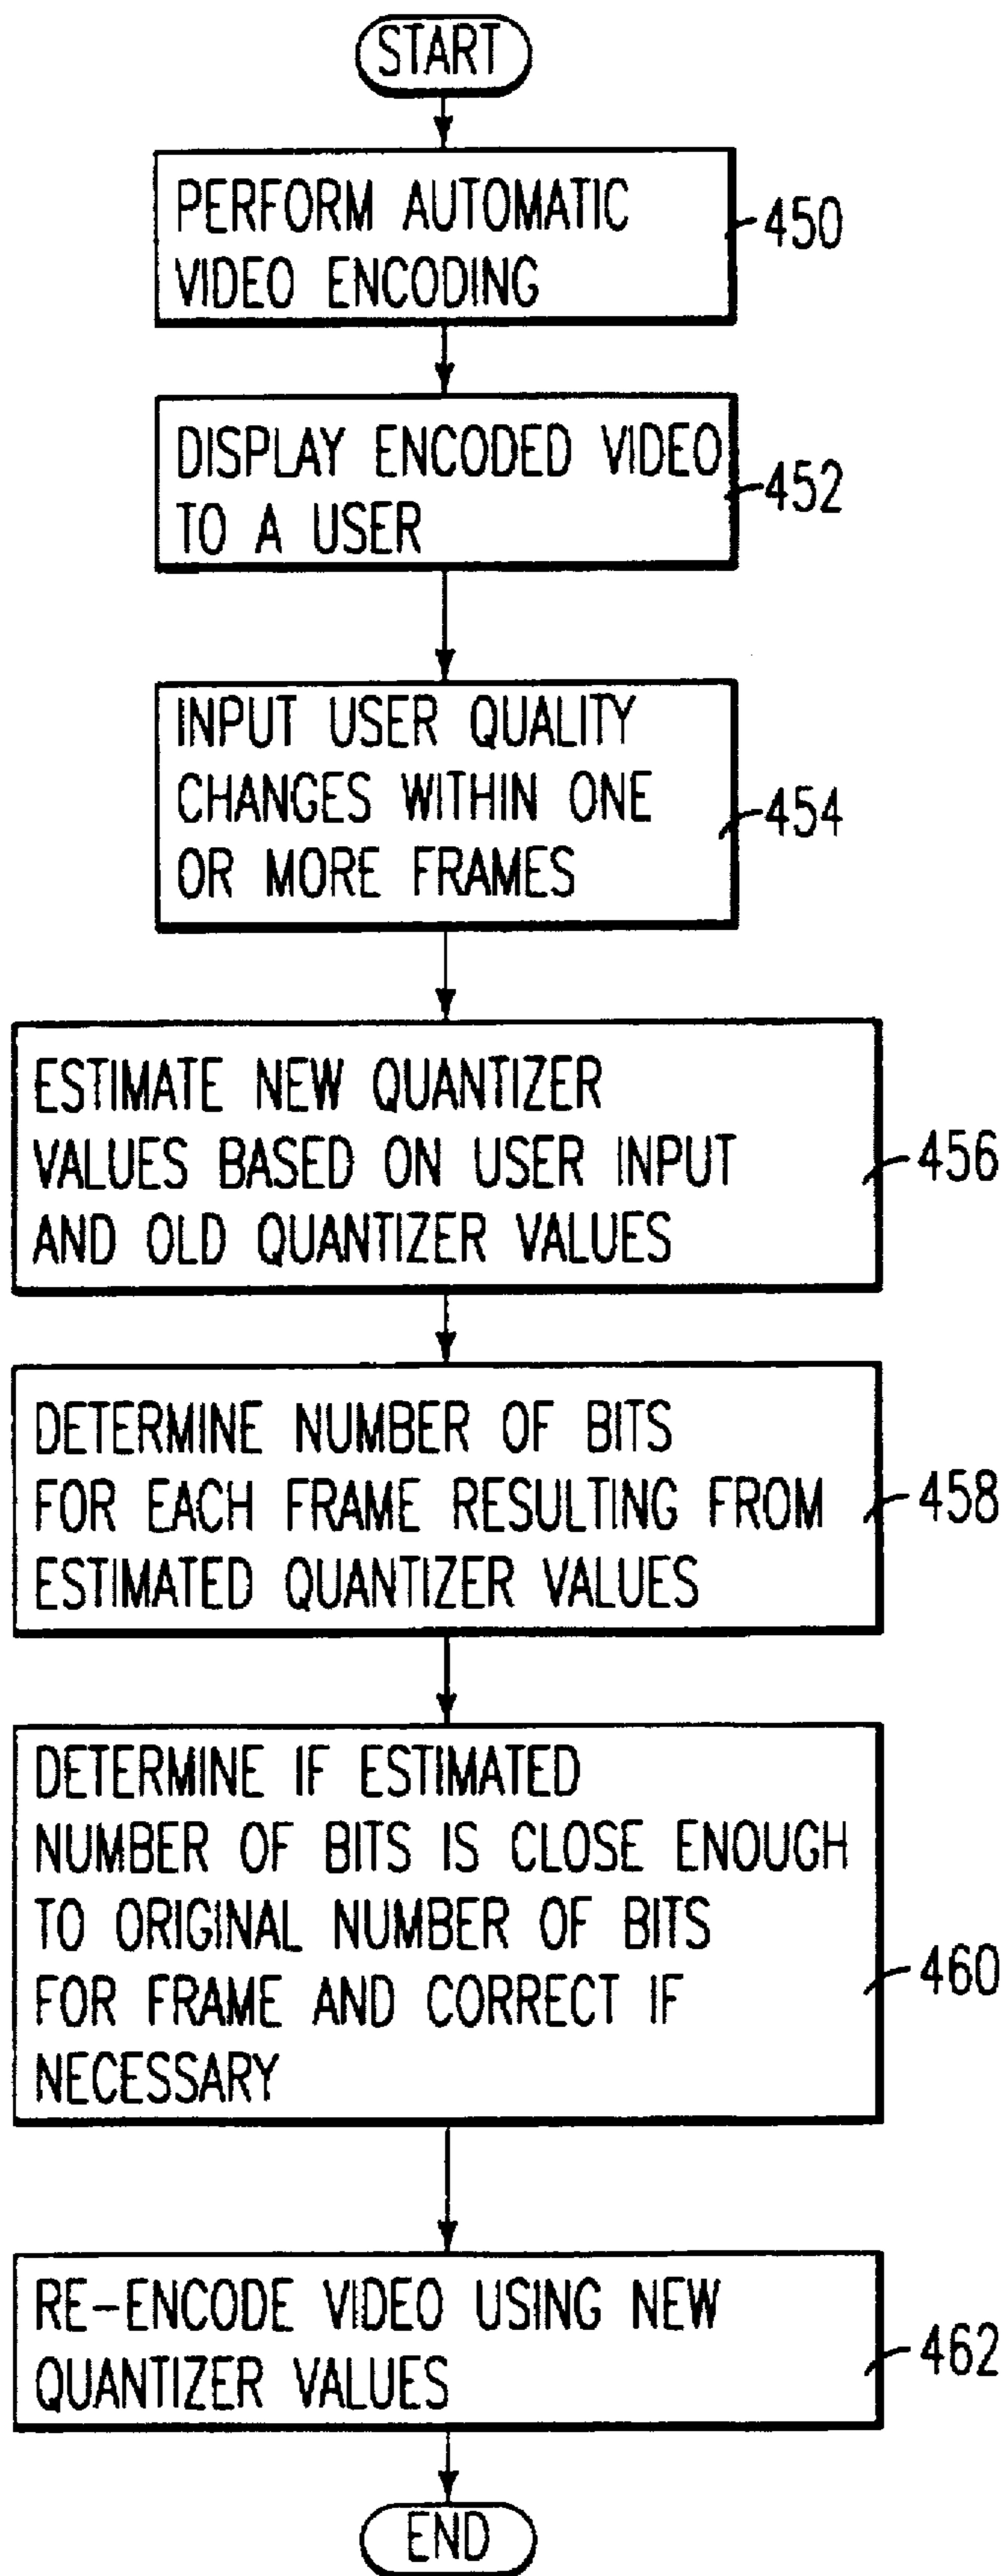 START
PERFORM AUTOMATIC
VIDEO ENCODING
450
DISPLAY ENCODED VIDEO
TO A USER
452
INPUT USER QUALITY
CHANGES WITHIN ONE
OR MORE FRAMES
454
ESTIMATE NEW QUANTIZER
VALUES BASED ON USER INPUT
AND OLD QUANTIZER VALUES
456
DETERMINE NUMBER OF BITS
FOR EACH FRAME RESULTING FROM
ESTIMATED QUANTIZER VALUES
458
DETERMINE IF ESTIMATED
NUMBER OF BITS IS CLOSE ENOUGH
TO ORIGINAL NUMBER OF BITS
FOR FRAME AND CORRECT IF
NECESSARY
460
RE-ENCODE VIDEO USING NEW
QUANTIZER VALUES
462
END